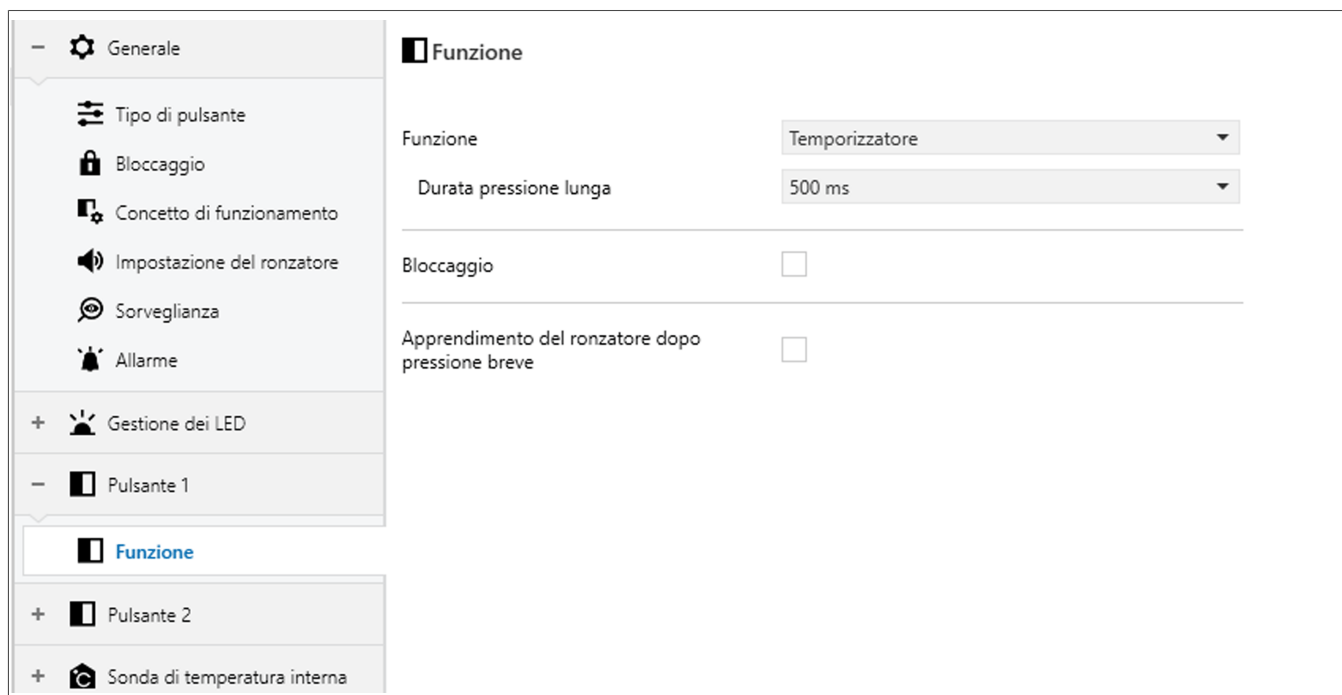 Generale
Tipo di pulsante
Bloccaggio
Concetto di funzionamento
Impostazione del ronzatore
Sorveglianza
Allarme
Gestione dei LED
Pulsante 1
Funzione
Pulsante 2
Sonda di temperatura interna
Funzione
Funzione
Temporizzatore
Durata pressione lunga
500 ms
Bloccaggio
Apprendimento del ronzatore dopo
pressione breve